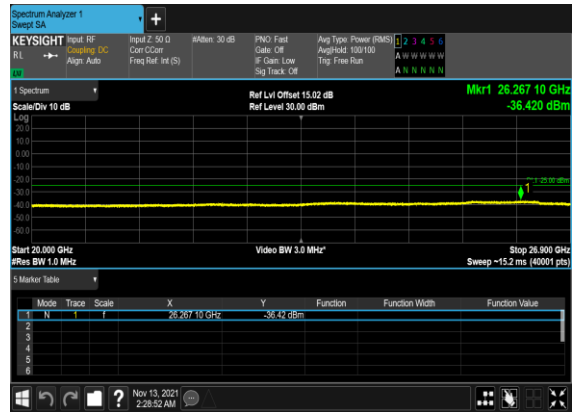 Spectrum Analyzer 1
Swept SA
+
KEYSIGHT Input: RF Input Z: 50 Ω #Atten: 30 dB PNO: Fast Avg Type: Power (RMS) 1 2 3 4 5 6
RL Coupling: DC Corr CCorr Gate: Off Avg|Hold: 100/100 A W W W W W
Align: Auto Freq Ref: Int (S) IF Gain: Low Trig: Free Run
Sig Track: Off A N N N N N
1 Spectrum Ref Lvl Offset 15.02 dB Mkr1 26.267 10 GHz
Scale/Div 10 dB Ref Level 30.00 dBm -36.420 dBm
Log
20.0
10.0
0.00
-10.0
-20.0
-25.00 dBm
-30.0
1
-40.0
-50.0
-60.0
Start 20.000 GHz Video BW 3.0 MHz* Stop 26.900 GHz
#Res BW 1.0 MHz Sweep ~15.2 ms (40001 pts)
5 Marker Table
Mode Trace Scale X Y Function Function Width Function Value
1 N 1 f 26.267 10 GHz -36.42 dBm
2
3
4
5
6
? Nov 13, 2021
2:28:52 AM